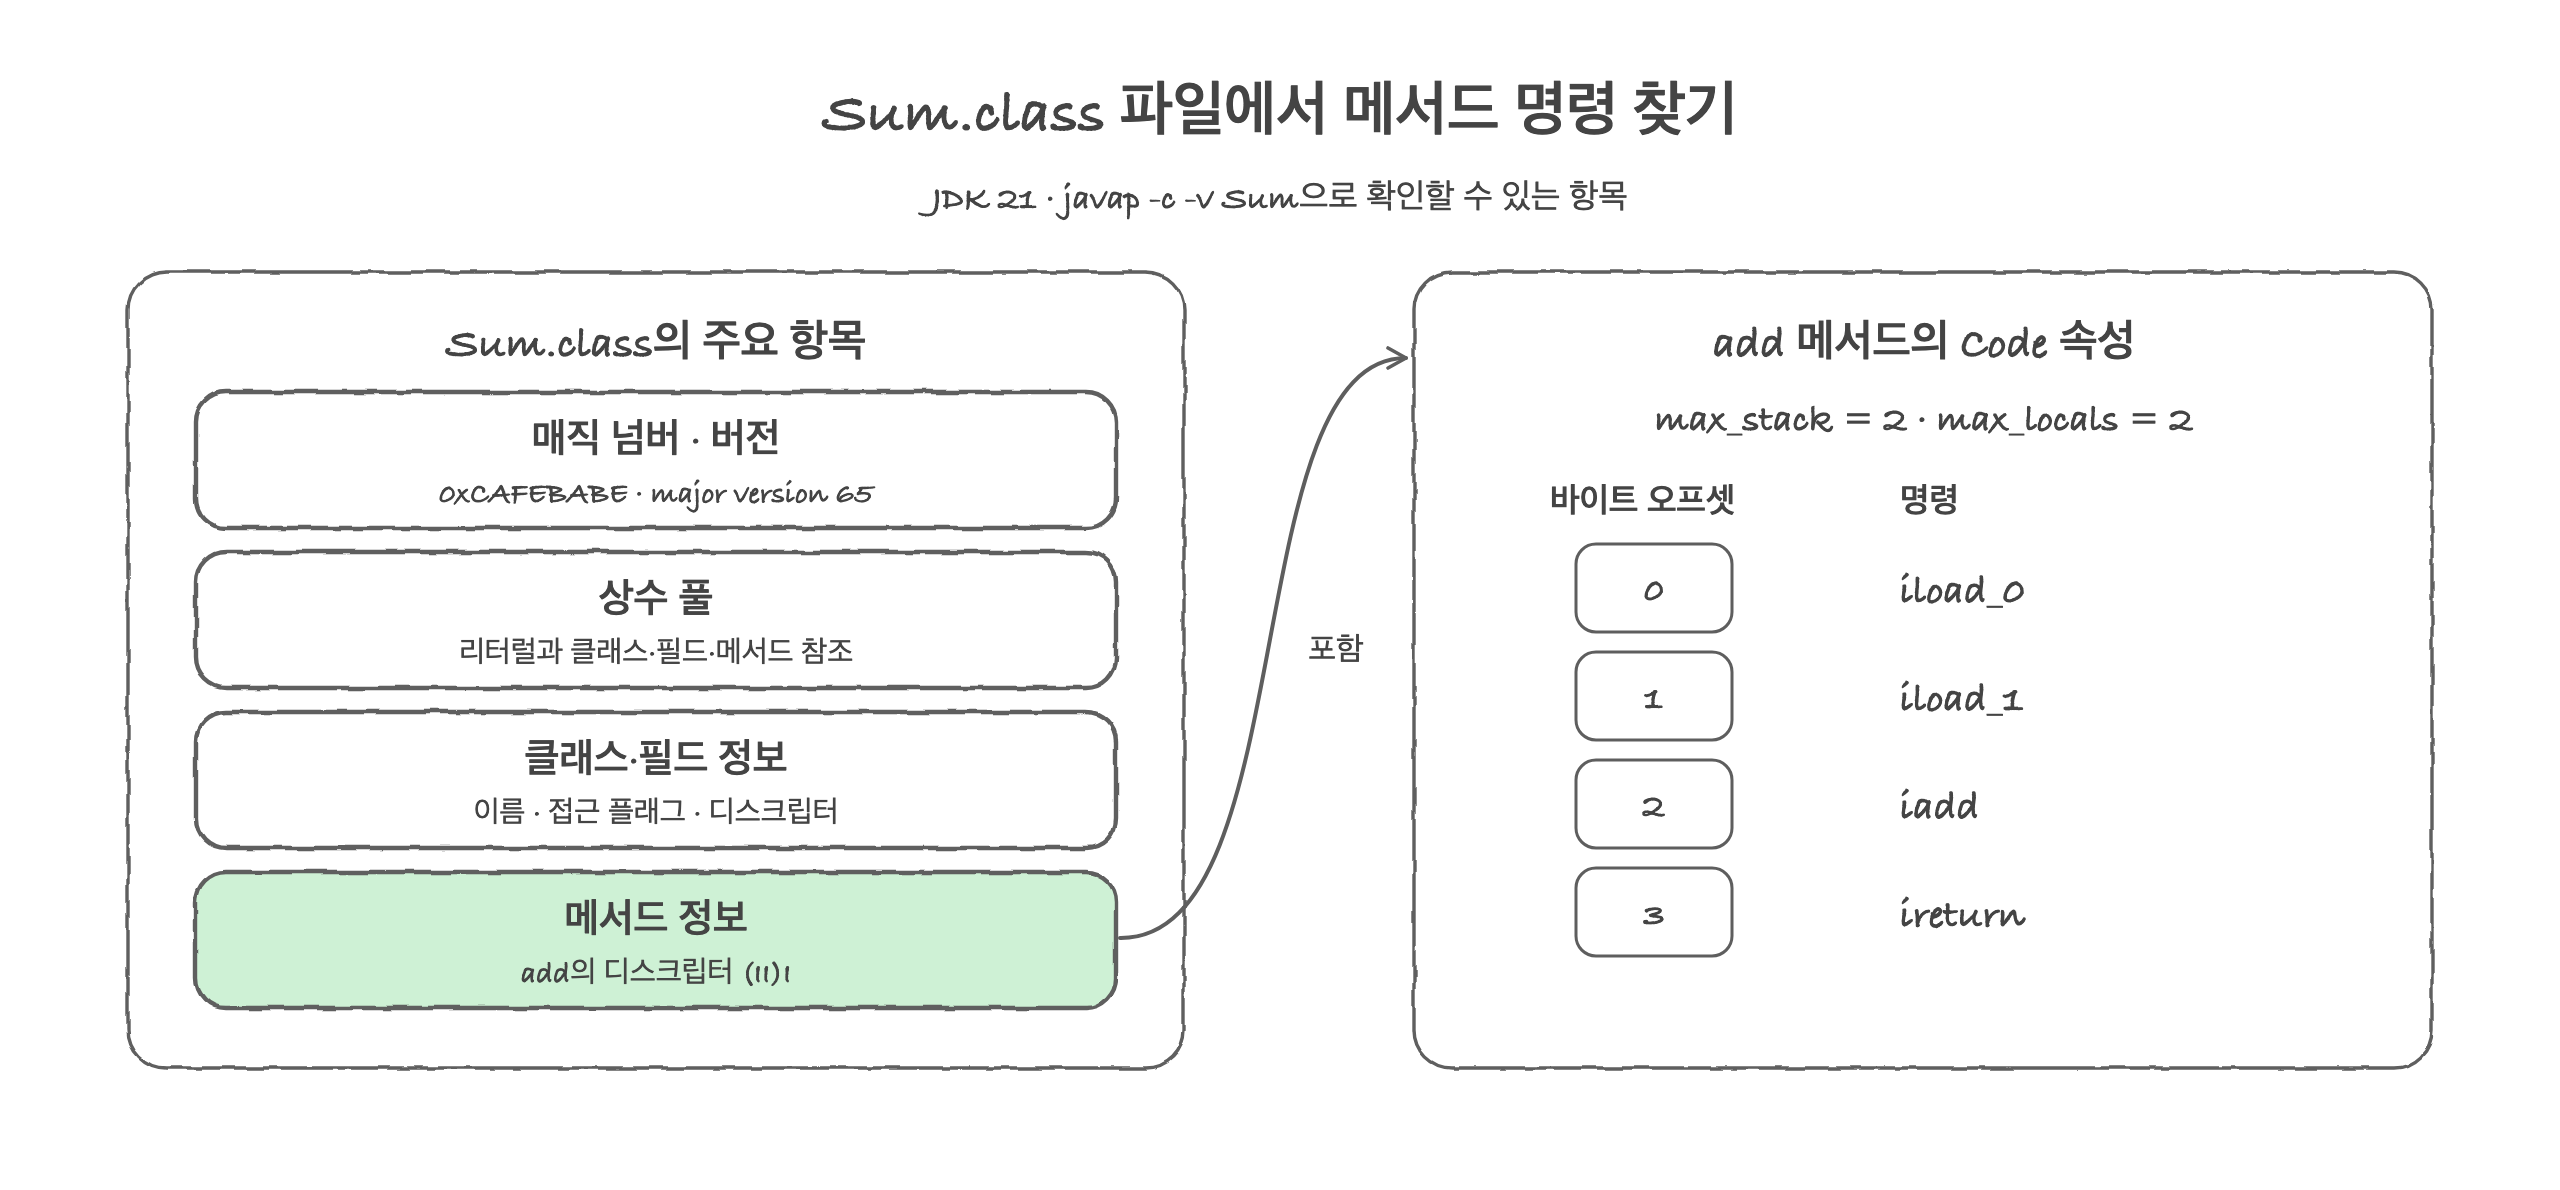 Sum.class 파일에서 메서드 명령 찾기
JDK 21 · javap -c -v Sum으로 확인할 수 있는 항목
Sum.class의 주요 항목
매직 넘버 · 버전
0xCAFEBABE · major version 65
상수 풀
리터럴과 클래스·필드·메서드 참조
클래스·필드 정보
이름 · 접근 플래그 · 디스크립터
메서드 정보
add의 디스크립터 (II)I
포함
add 메서드의 Code 속성
max_stack = 2 · max_locals = 2
바이트 오프셋 명령
0 iload_0
1 iload_1
2 iadd
3 ireturn